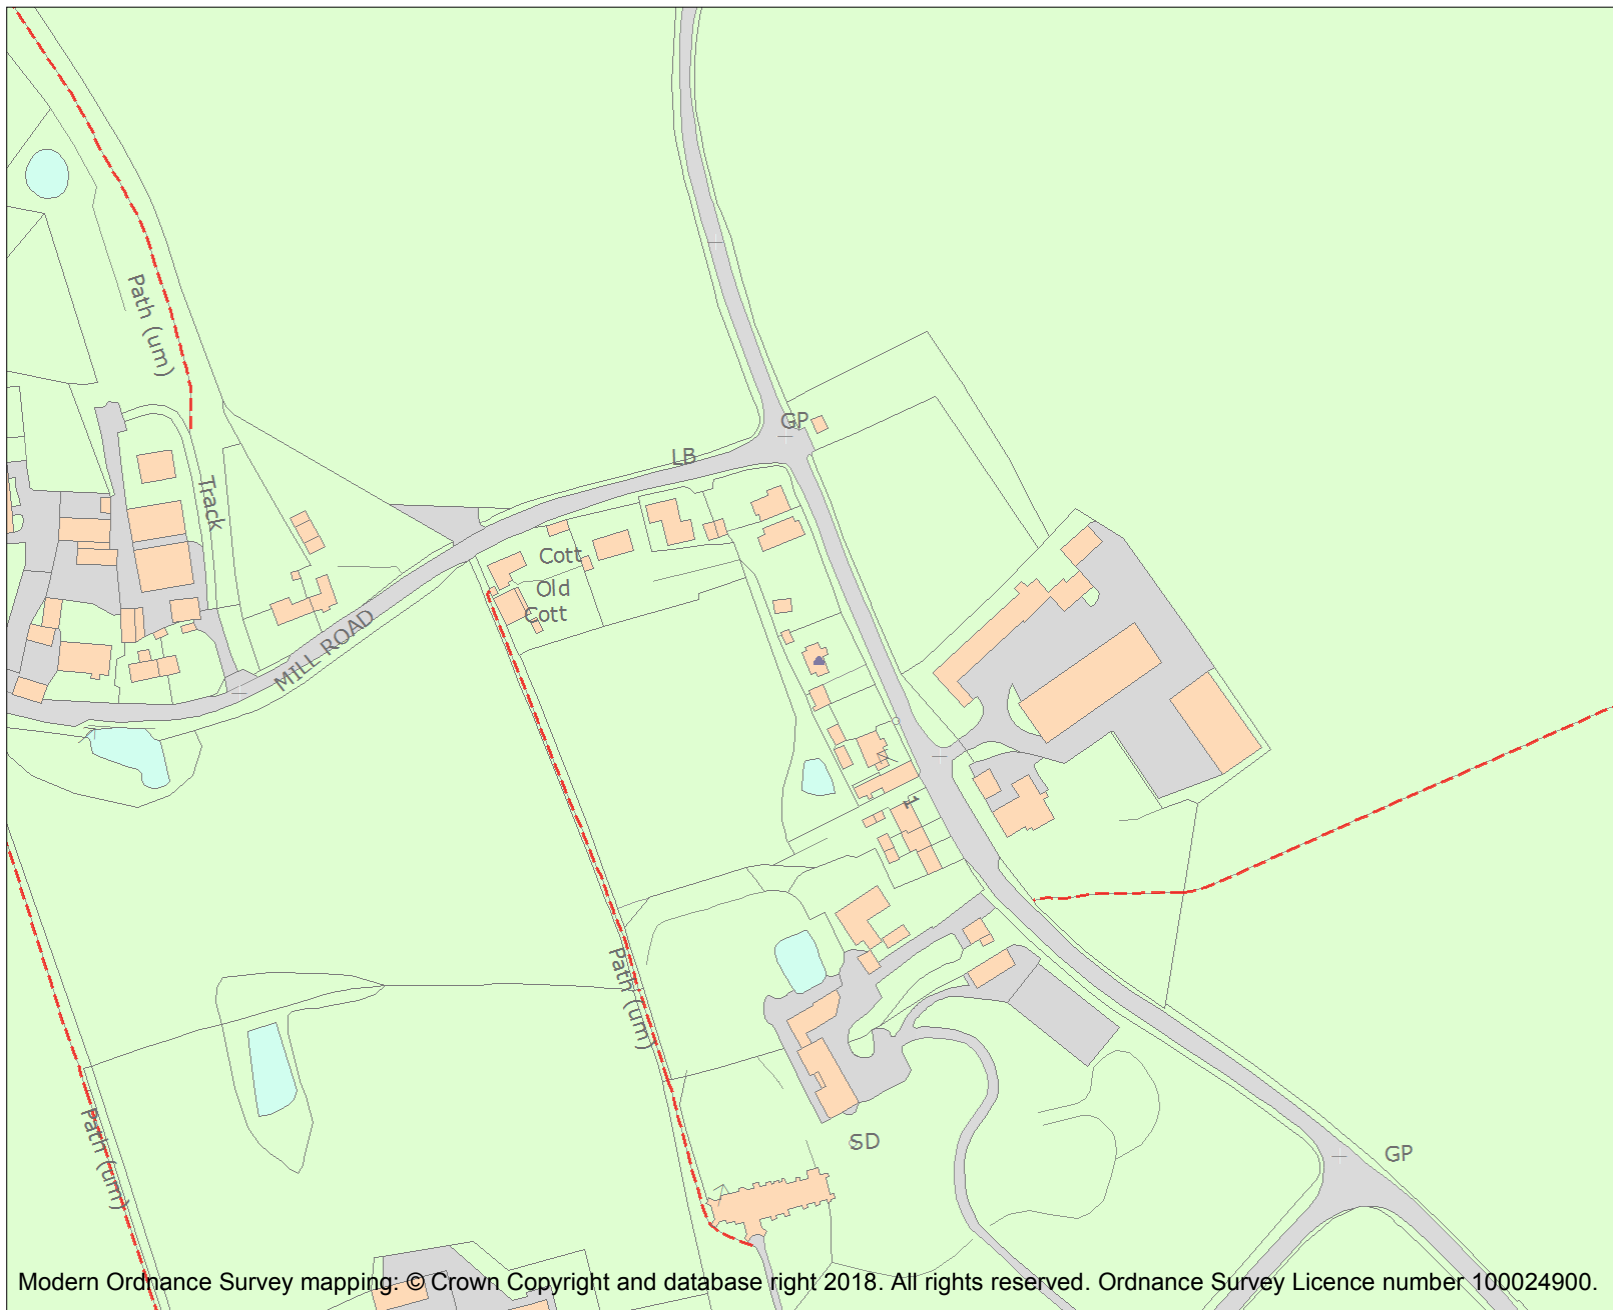 Path (um)
GP
LB
Track
Cott
Old
Cott
MILL ROAD
1
Path (um)
Path (um)
SD
GP
Modern Ordnance Survey mapping: © Crown Copyright and database right 2018. All rights reserved. Ordnance Survey Licence number 100024900.